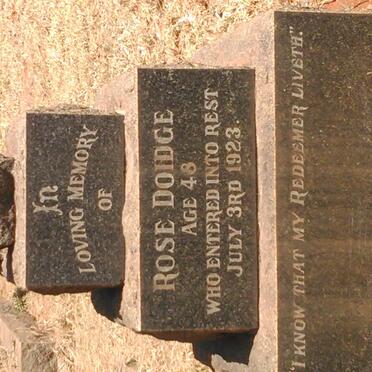 In
LOVING MEMORY
OF
ROSE DOIDGE
AGE 48
WHO ENTERED INTO REST
JULY 3RD 1923.
"I KNOW THAT MY REDEEMER LIVETH."